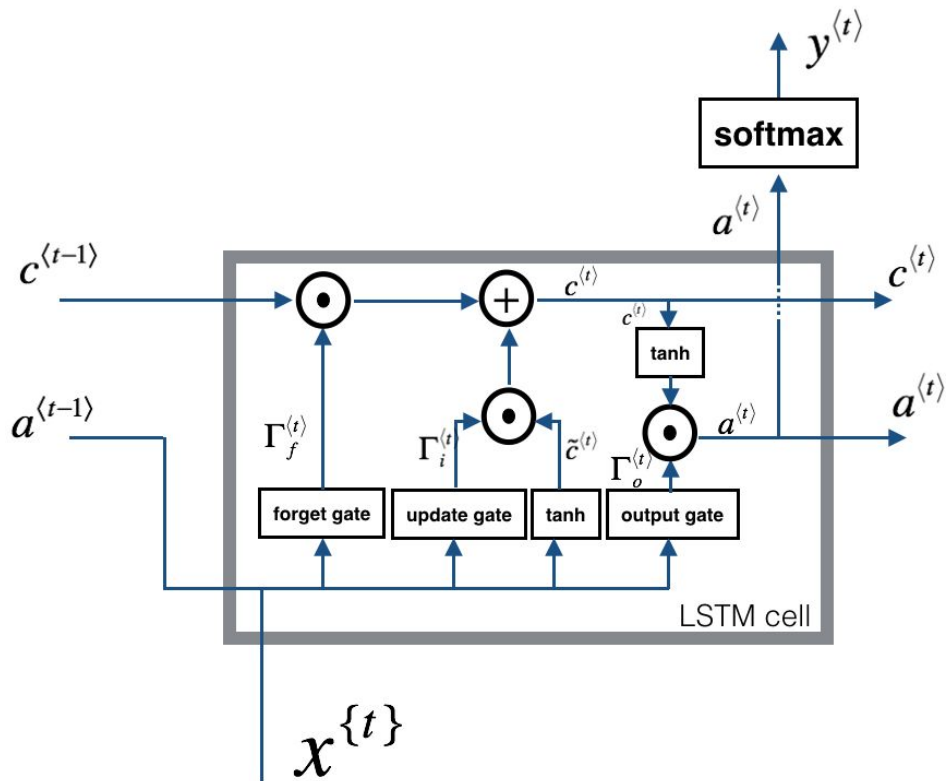 y⟨t⟩
softmax
a⟨t⟩
c⟨t−1⟩
c⟨t⟩
c⟨t⟩
c⟨t⟩
tanh
a⟨t−1⟩
a⟨t⟩
a⟨t⟩
Γf⟨t⟩
Γi⟨t⟩
c̃⟨t⟩
Γo⟨t⟩
forget gate
update gate
tanh
output gate
LSTM cell
x{t}